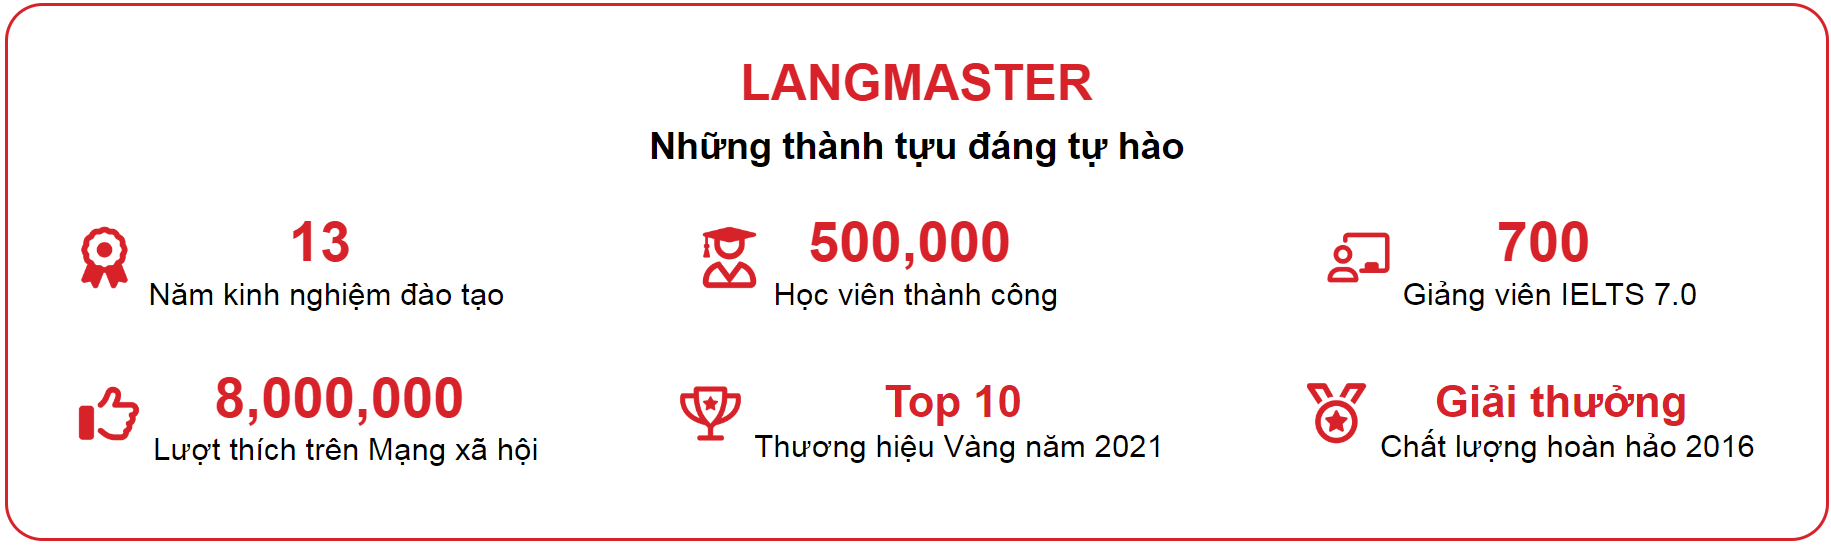 LANGMASTER
Những thành tựu đáng tự hào
13
Năm kinh nghiệm đào tạo
500,000
Học viên thành công
700
Giảng viên IELTS 7.0
8,000,000
Lượt thích trên Mạng xã hội
Top 10
Thương hiệu Vàng năm 2021
Giải thưởng
Chất lượng hoàn hảo 2016